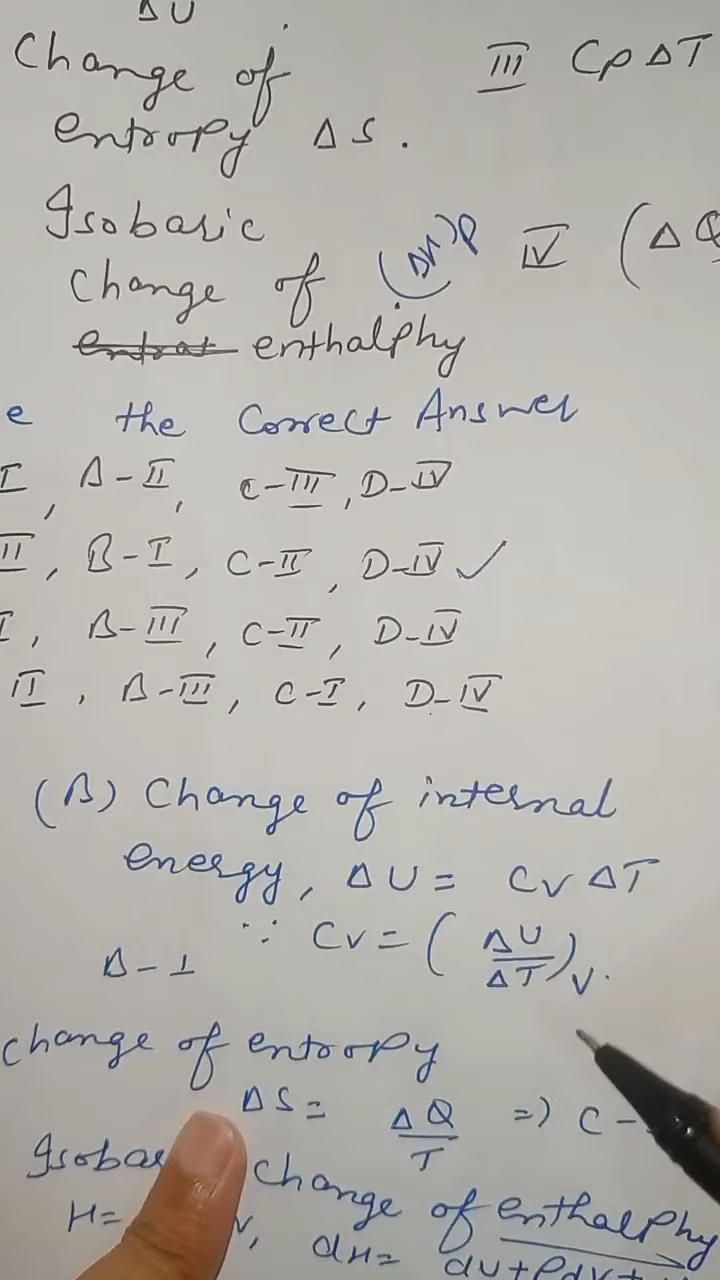 ΔU
Change of III CpΔT
entropy ΔS.
Isobaric (ΔH)p IV (ΔQ
change of
enthalphy
e the Correct Answer
I, B-II, C-III, D-IV
II, B-I, C-II, D-IV ✓
I, B-III, C-II, D-IV
II, B-III, C-I, D-IV
(B) Change of internal
energy, ΔU = Cv ΔT
∵ Cv = (ΔU/ΔT)v.
B-I
change of entropy
ΔS = ΔQ/T => C-
change of enthalphy
H= v, dH= dU+PdV+